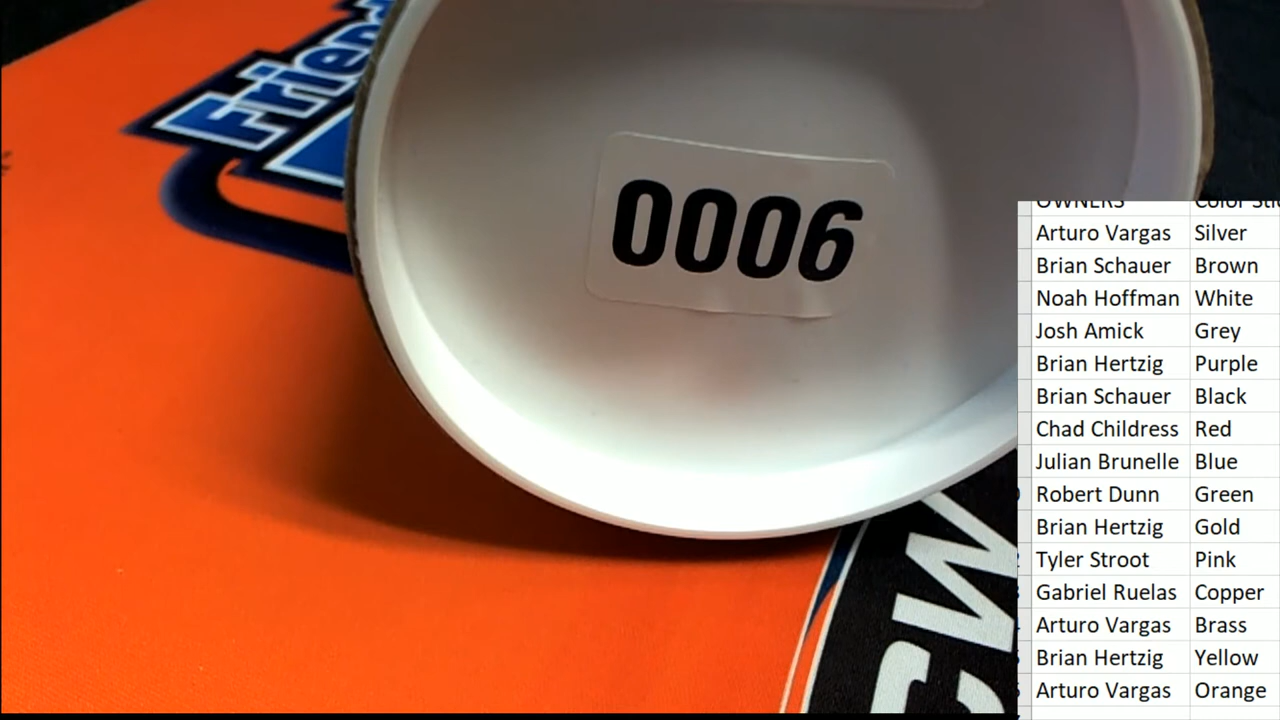 0006
OWNERS
Arturo Vargas Silver
Brian Schauer Brown
Noah Hoffman White
Josh Amick Grey
Brian Hertzig Purple
Brian Schauer Black
Chad Childress Red
Julian Brunelle Blue
Robert Dunn Green
Brian Hertzig Gold
Tyler Stroot Pink
Gabriel Ruelas Copper
Arturo Vargas Brass
Brian Hertzig Yellow
Arturo Vargas Orange